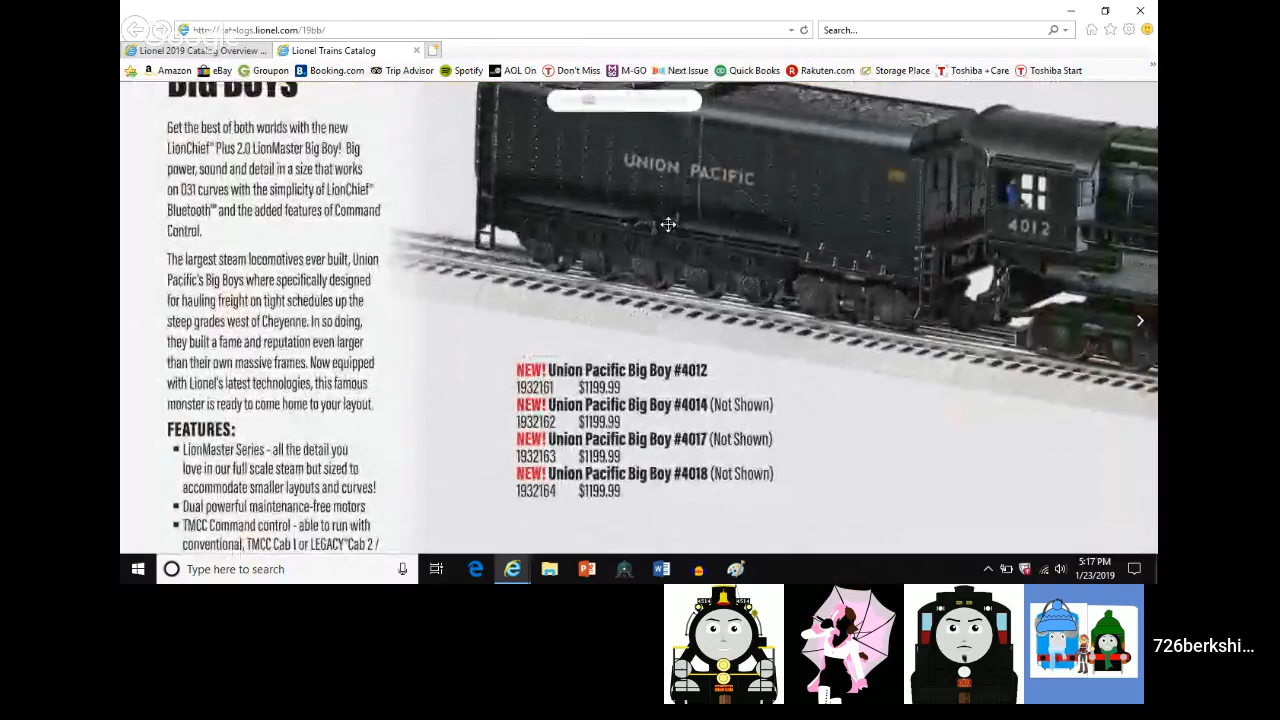 http://catalogs.lionel.com/19bb/
Search...
Lionel 2019 Catalog Overview ...
Lionel Trains Catalog
Amazon eBay Groupon Booking.com Trip Advisor Spotify AOL On Don't Miss M-GO Next Issue Quick Books Rakuten.com Storage Place Toshiba +Care Toshiba Start
BIG BOYS
Get the best of both worlds with the new
LionChief® Plus 2.0 LionMaster Big Boy! Big
power, sound and detail in a size that works
on O31 curves with the simplicity of LionChief®
Bluetooth™ and the added features of Command
Control.
The largest steam locomotives ever built, Union
Pacific's Big Boys where specifically designed
for hauling freight on tight schedules up the
steep grades west of Cheyenne. In so doing,
they built a fame and reputation even larger
than their own massive frames. Now equipped
with Lionel's latest technologies, this famous
monster is ready to come home to your layout.
FEATURES:
▪ LionMaster Series - all the detail you
love in our full scale steam but sized to
accommodate smaller layouts and curves!
▪ Dual powerful maintenance-free motors
▪ TMCC Command control - able to run with
conventional, TMCC Cab 1 or LEGACY® Cab 2 /
UNION PACIFIC
4012
NEW! Union Pacific Big Boy #4012
1932161 $1199.99
NEW! Union Pacific Big Boy #4014 (Not Shown)
1932162 $1199.99
NEW! Union Pacific Big Boy #4017 (Not Shown)
1932163 $1199.99
NEW! Union Pacific Big Boy #4018 (Not Shown)
1932164 $1199.99
Type here to search
5:17 PM
1/23/2019
4514 4514
726berkshi...